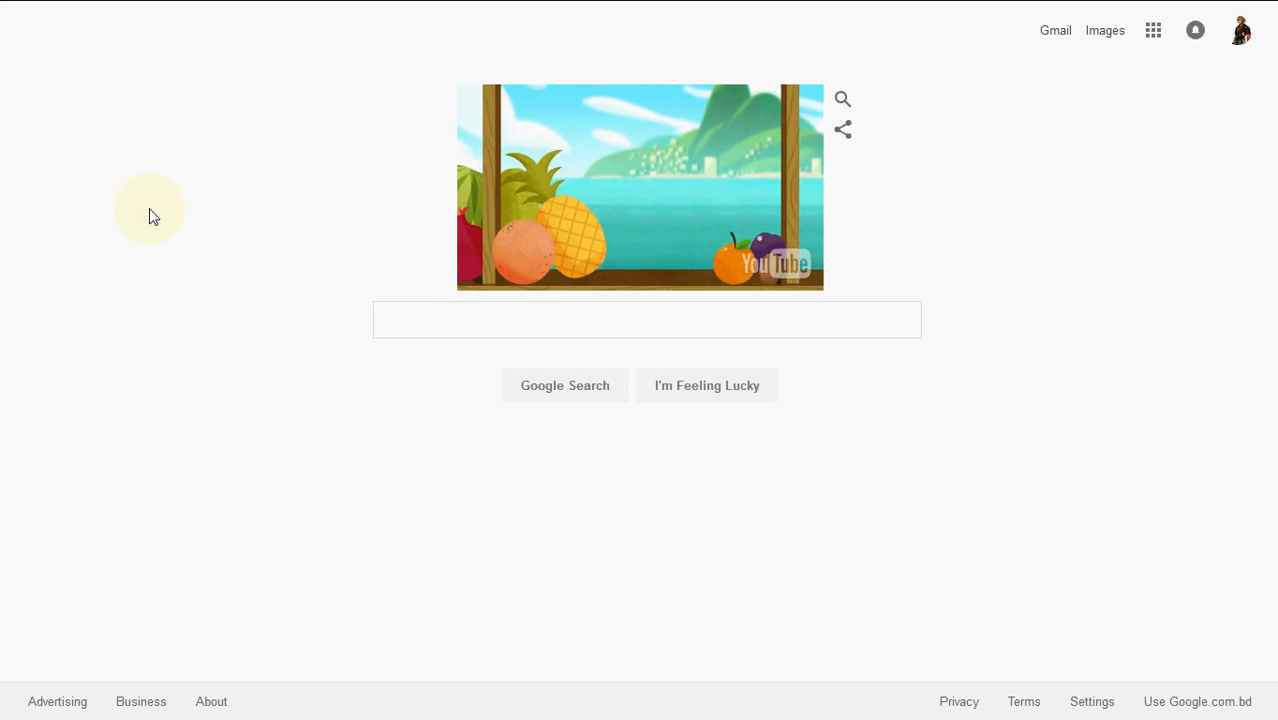 Gmail Images
YouTube
Google Search I'm Feeling Lucky
Advertising Business About Privacy Terms Settings Use Google.com.bd